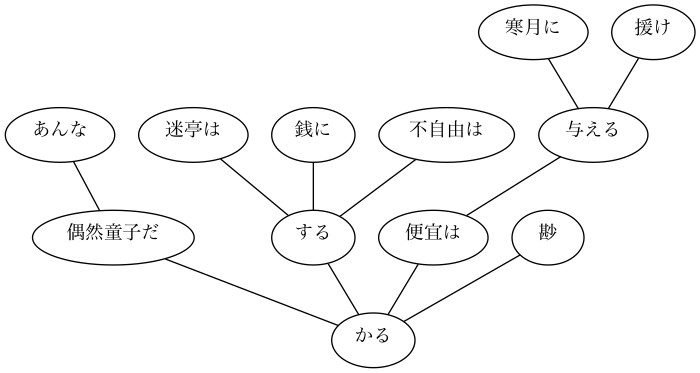 寒月に
援け
あんな
迷亭は
銭に
不自由は
与える
偶然童子だ
する
便宜は
尠
かる